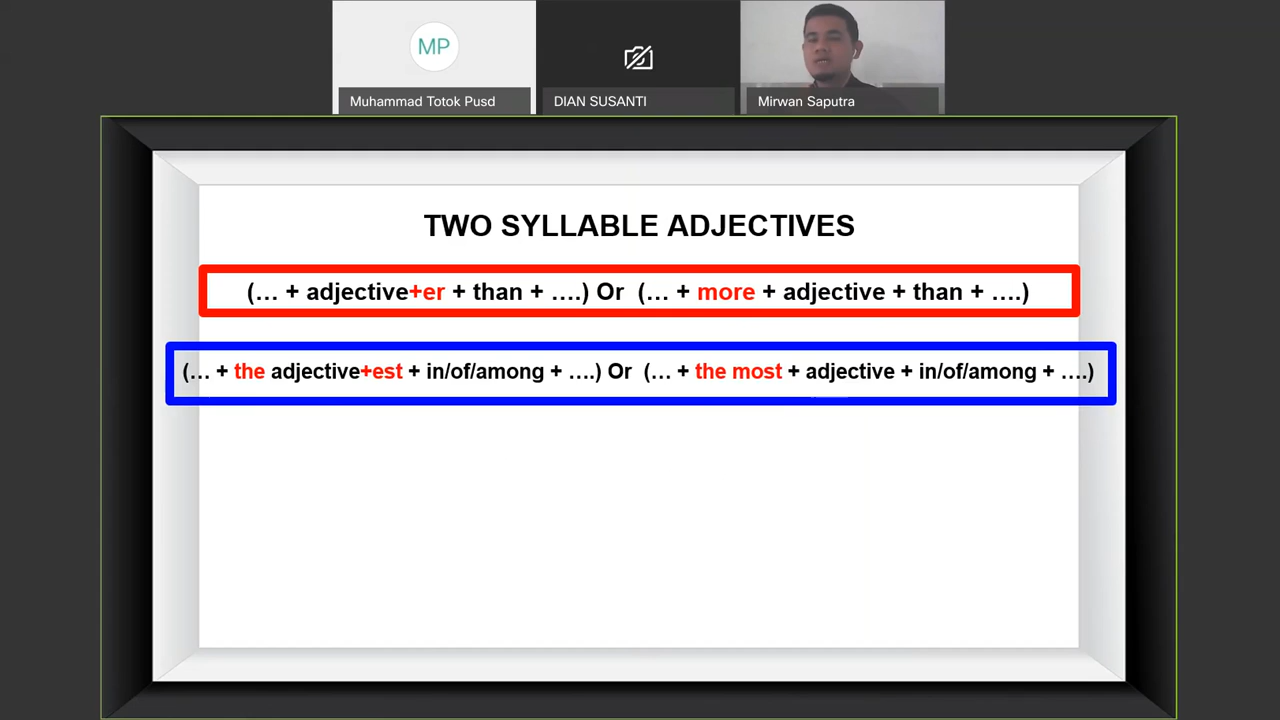 MP
Muhammad Totok Pusd
DIAN SUSANTI
Mirwan Saputra
TWO SYLLABLE ADJECTIVES
(… + adjective+er + than + ….) Or (… + more + adjective + than + ….)
(… + the adjective+est + in/of/among + ….) Or (… + the most + adjective + in/of/among + ….)